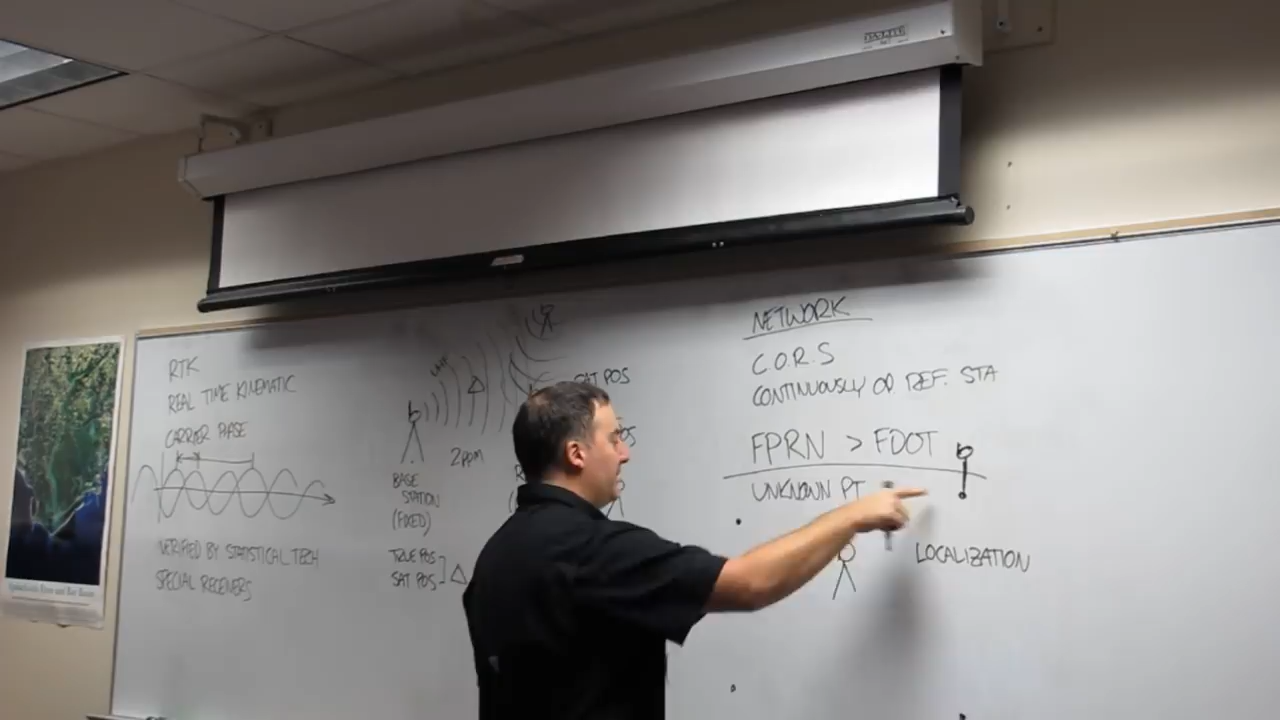 RTK
REAL TIME KINEMATIC
CARRIER PHASE
VERIFIED BY STATISTICAL TECH
SPECIAL RECEIVERS
UHF
2ppm
BASE
STATION
(FIXED)
TRUE POS
SAT POS
SAT POS
NETWORK
C.O.R.S
CONTINUOUSLY OP REF. STA
FPRN > FDOT
UNKNOWN PT
LOCALIZATION